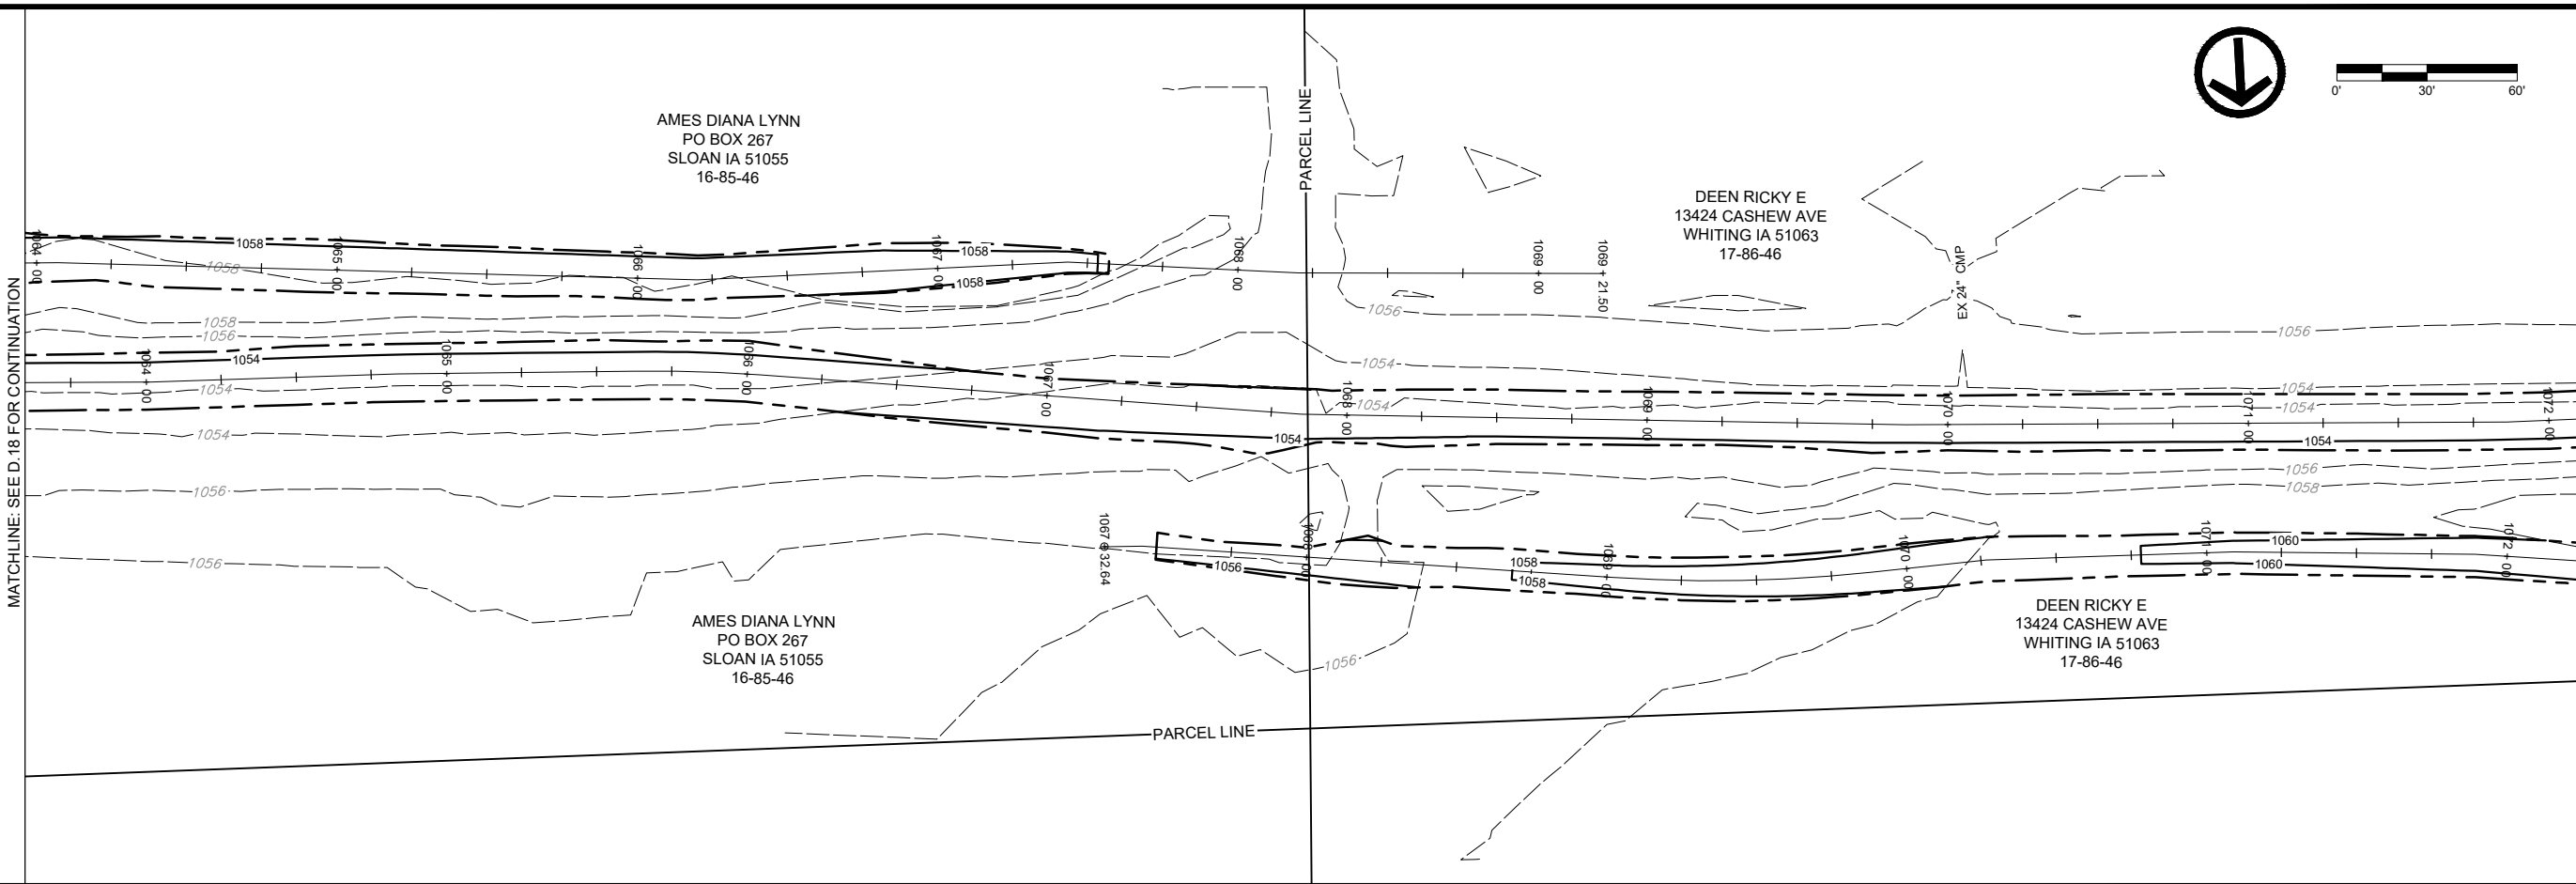 MATCHLINE: SEE D.18 FOR CONTINUATION
AMES DIANA LYNN
PO BOX 267
SLOAN IA 51055
16-85-46
PARCEL LINE
DEEN RICKY E
13424 CASHEW AVE
WHITING IA 51063
17-86-46
0' 30' 60'
1064 + 00
1065 + 00
1066 + 00
1067 + 00
1068 + 00
1069 + 00
1069 + 21.50
EX 24" CMP
1058
1058
1058
1058
1058
1056
1056
1056
1054
1054
1054
1054
1054
1054
1054
1054
1054
1064 + 00
1065 + 00
1066 + 00
1067 + 00
1068 + 00
1069 + 00
1070 + 00
1071 + 00
1072 + 00
1056
1056
1058
1056
1067 + 32.64
1068 + 00
1069 + 00
1070 + 00
1071 + 00
1072 + 00
1056
1058
1058
1060
1060
1056
AMES DIANA LYNN
PO BOX 267
SLOAN IA 51055
16-85-46
DEEN RICKY E
13424 CASHEW AVE
WHITING IA 51063
17-86-46
PARCEL LINE